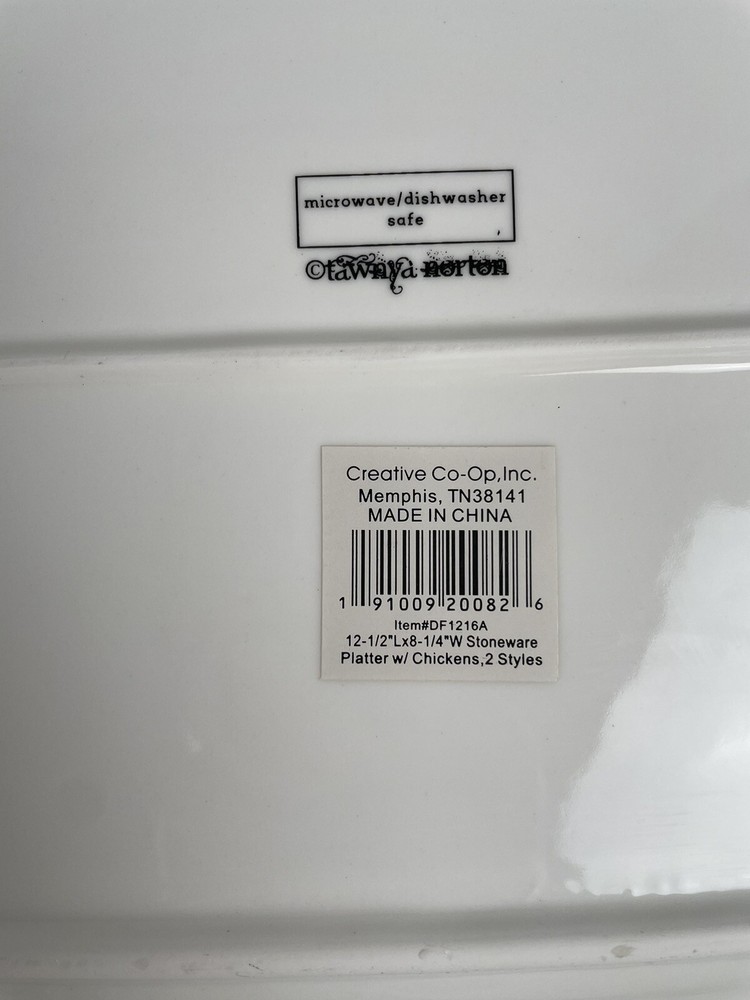 microwave/dishwasher
safe
©tawnya norton
Creative Co-Op,Inc.
Memphis, TN38141
MADE IN CHINA
1 91009 20082 6
Item#DF1216A
12-1/2"Lx8-1/4"W Stoneware
Platter w/ Chickens,2 Styles